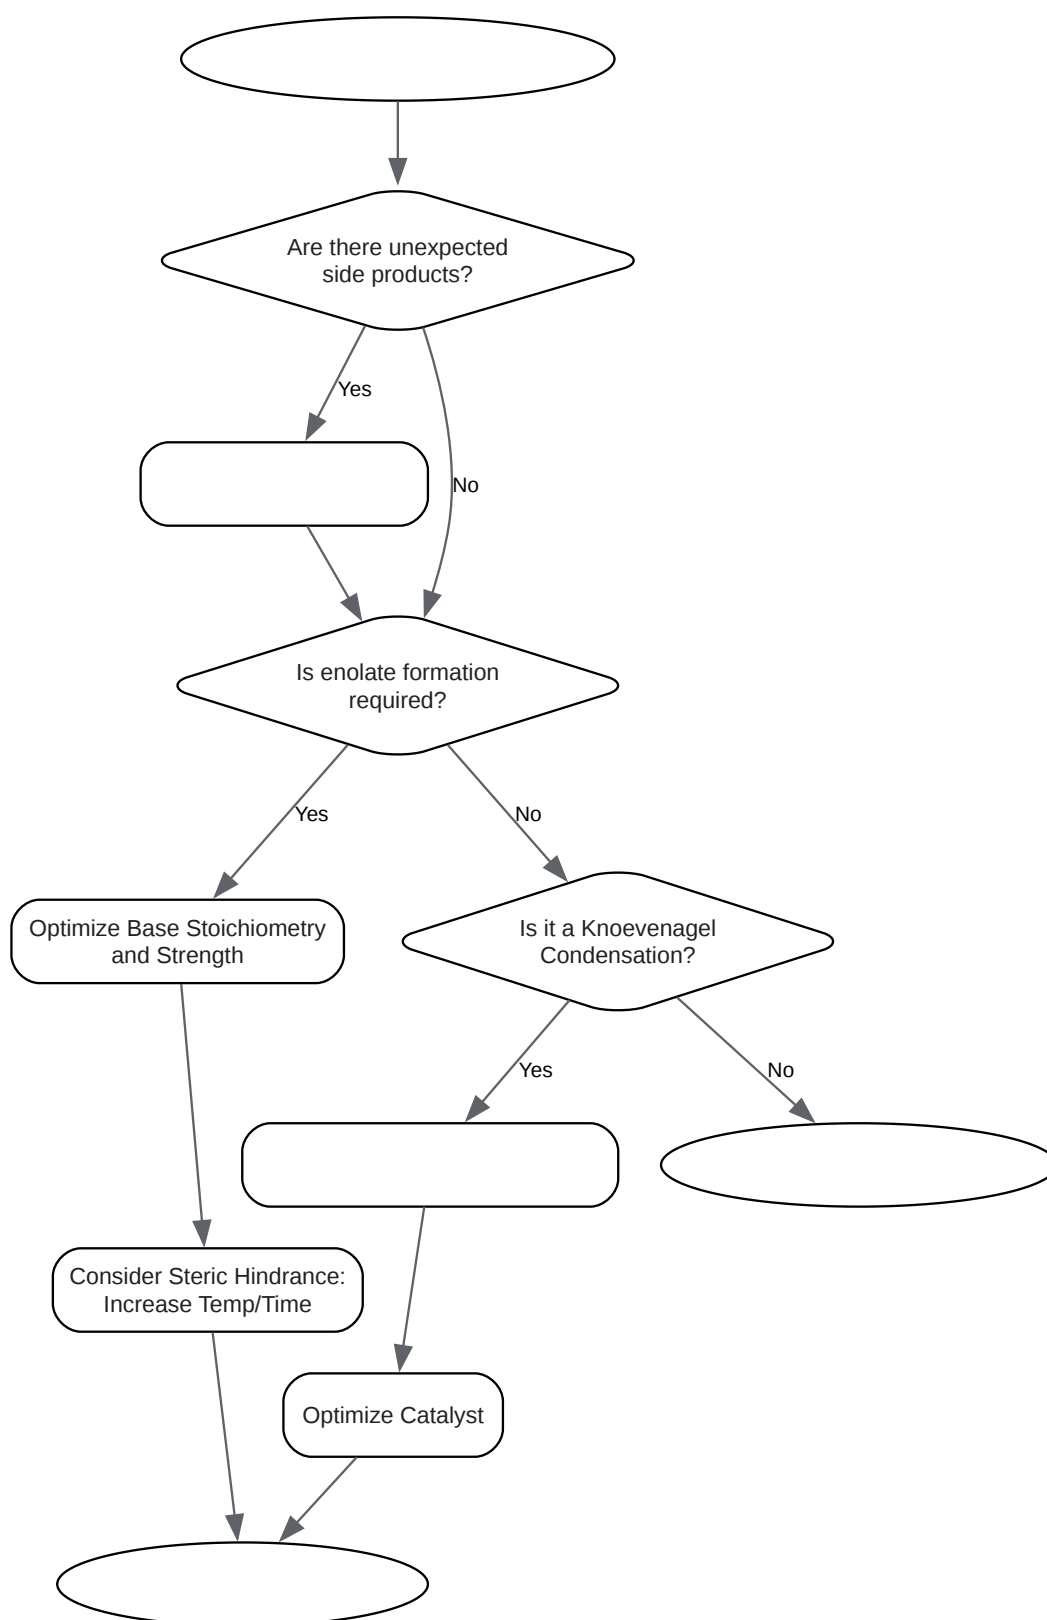 Are there unexpected
side products?
Yes
No
Is enolate formation
required?
Yes
No
Optimize Base Stoichiometry
and Strength
Is it a Knoevenagel
Condensation?
Yes
No
Consider Steric Hindrance:
Increase Temp/Time
Optimize Catalyst